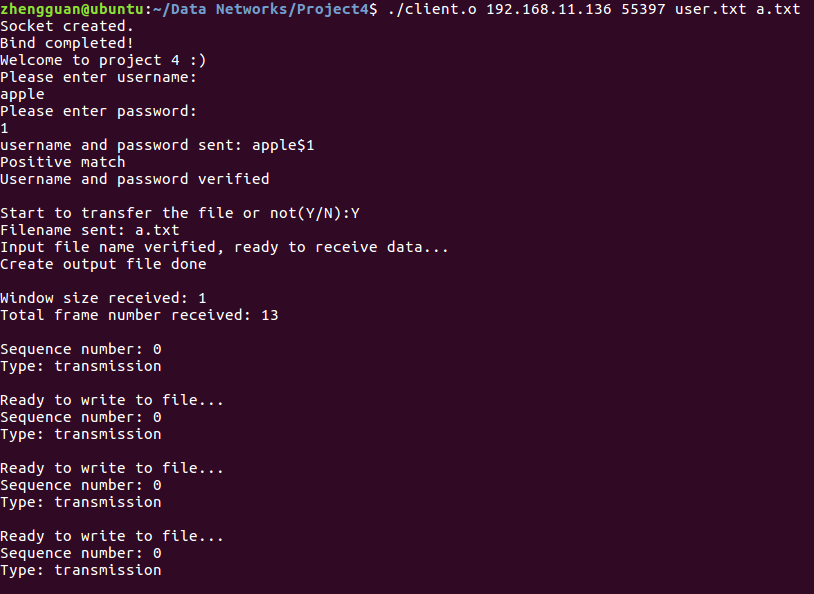 zhengguan@ubuntu:~/Data Networks/Project4$ ./client.o 192.168.11.136 55397 user.txt a.txt
Socket created.
Bind completed!
Welcome to project 4 :)
Please enter username:
apple
Please enter password:
1
username and password sent: apple$1
Positive match
Username and password verified
Start to transfer the file or not(Y/N):Y
Filename sent: a.txt
Input file name verified, ready to receive data...
Create output file done
Window size received: 1
Total frame number received: 13
Sequence number: 0
Type: transmission
Ready to write to file...
Sequence number: 0
Type: transmission
Ready to write to file...
Sequence number: 0
Type: transmission
Ready to write to file...
Sequence number: 0
Type: transmission